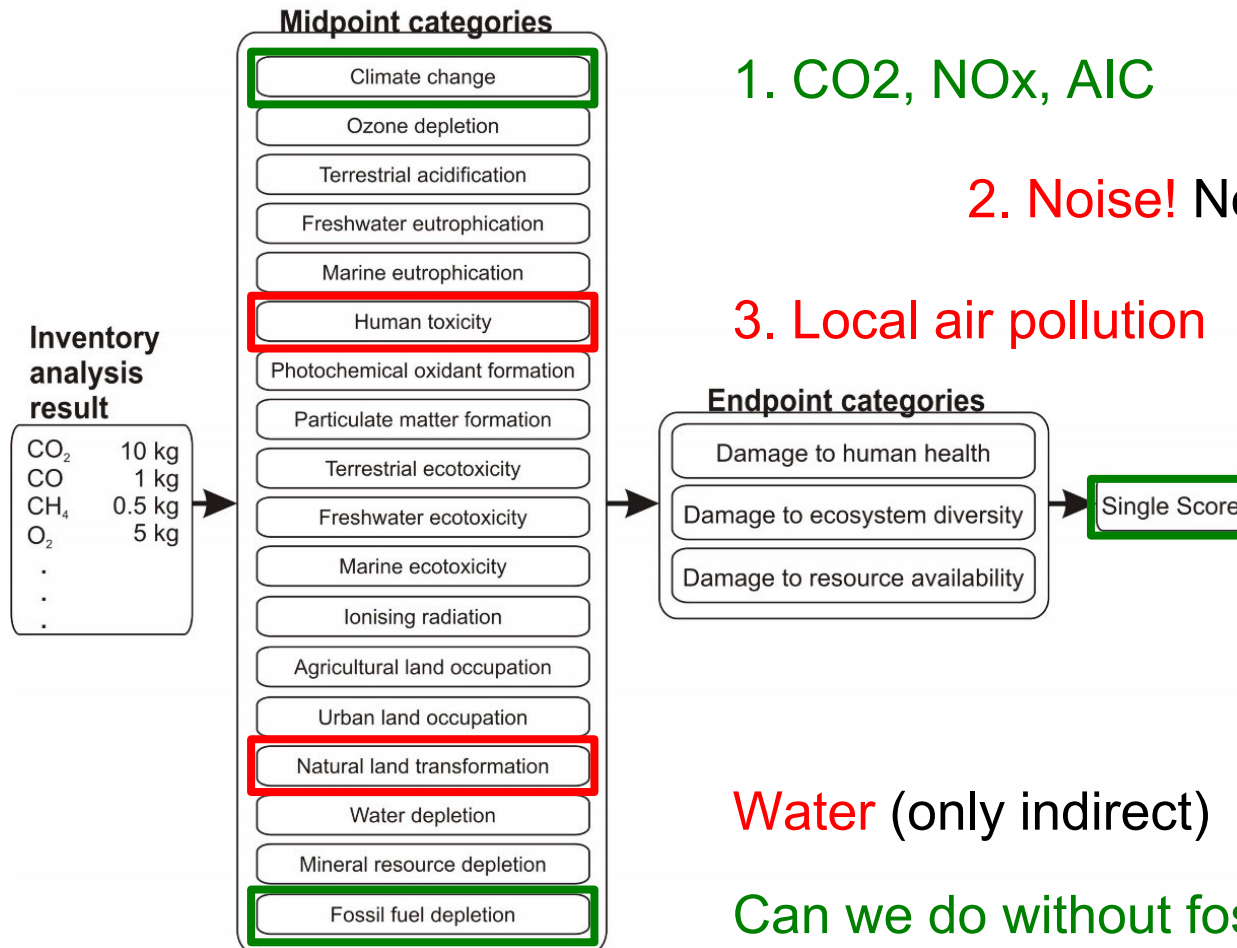 Midpoint categories
Climate change
Ozone depletion
Terrestrial acidification
Freshwater eutrophication
Marine eutrophication
Human toxicity
Photochemical oxidant formation
Particulate matter formation
Terrestrial ecotoxicity
Freshwater ecotoxicity
Marine ecotoxicity
Ionising radiation
Agricultural land occupation
Urban land occupation
Natural land transformation
Water depletion
Mineral resource depletion
Fossil fuel depletion
Inventory
analysis
result
CO₂ 10 kg
CO 1 kg
CH₄ 0.5 kg
O₂ 5 kg
.
.
.
1. CO2, NOx, AIC
2. Noise!
3. Local air pollution
Endpoint categories
Damage to human health
Damage to ecosystem diversity
Damage to resource availability
Single Score
Water (only indirect)
Can we do without